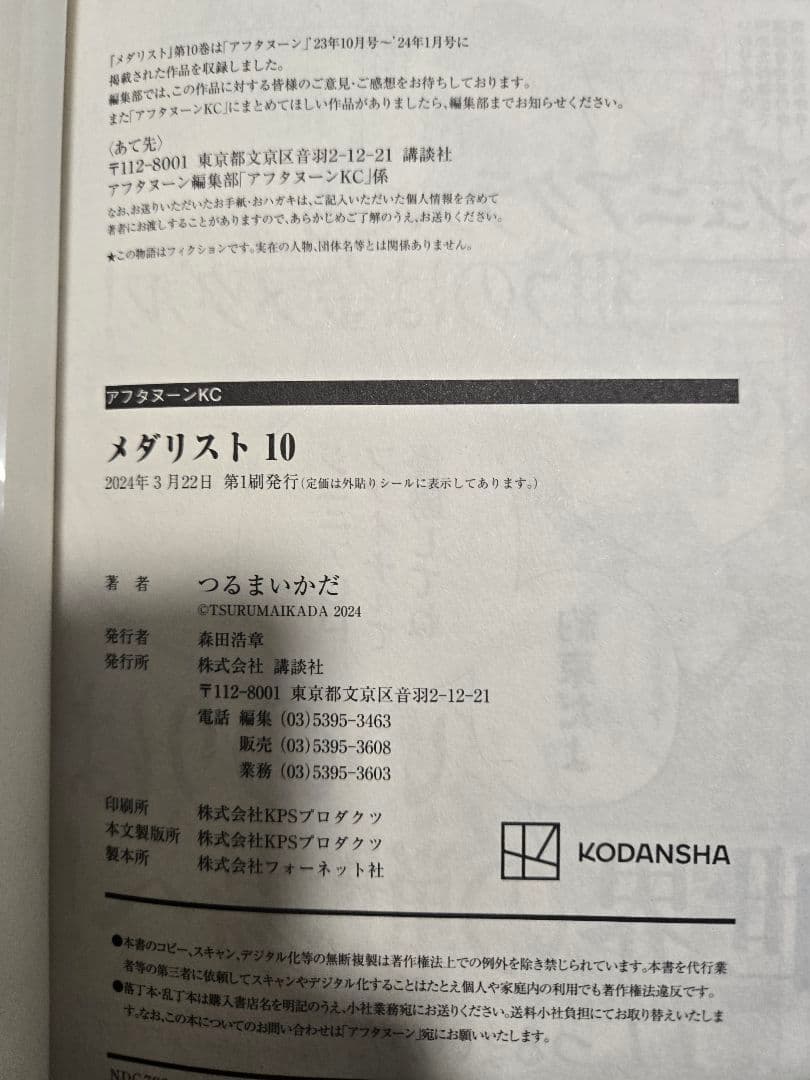 『メダリスト』第10巻は「アフタヌーン」'23年10月号~'24年1月号に
掲載された作品を収録しました。
編集部では、この作品に対する皆様のご意見・ご感想をお待ちしております。
また「アフタヌーンKC」にまとめてほしい作品がありましたら、編集部までお知らせください。
〈あて先〉
〒112-8001 東京都文京区音羽2-12-21 講談社
アフタヌーン編集部「アフタヌーンKC」係
なお、お送りいただいたお手紙・おハガキは、ご記入いただいた個人情報を含めて
著者にお渡しすることがありますので、あらかじめご了解のうえ、お送りください。
★この物語はフィクションです。実在の人物、団体名等とは関係ありません。
アフタヌーンKC
メダリスト 10
2024年3月22日 第1刷発行(定価は外貼りシールに表示してあります。)
著 者 つるまいかだ
©TSURUMAIKADA 2024
発行者 森田浩章
発行所 株式会社 講談社
〒112-8001 東京都文京区音羽2-12-21
電話 編集 (03)5395-3463
販売 (03)5395-3608
業務 (03)5395-3603
印刷所 株式会社KPSプロダクツ
本文製版所 株式会社KPSプロダクツ
製本所 株式会社フォーネット社
KODANSHA
●本書のコピー、スキャン、デジタル化等の無断複製は著作権法上での例外を除き禁じられています。本書を代行業
者等の第三者に依頼してスキャンやデジタル化することはたとえ個人や家庭内の利用でも著作権法違反です。
●落丁本・乱丁本は購入書店名を明記のうえ、小社業務宛にお送りください。送料小社負担にてお取り替えいたしま
す。なお、この本についてのお問い合わせは「アフタヌーン」宛にお願いいたします。